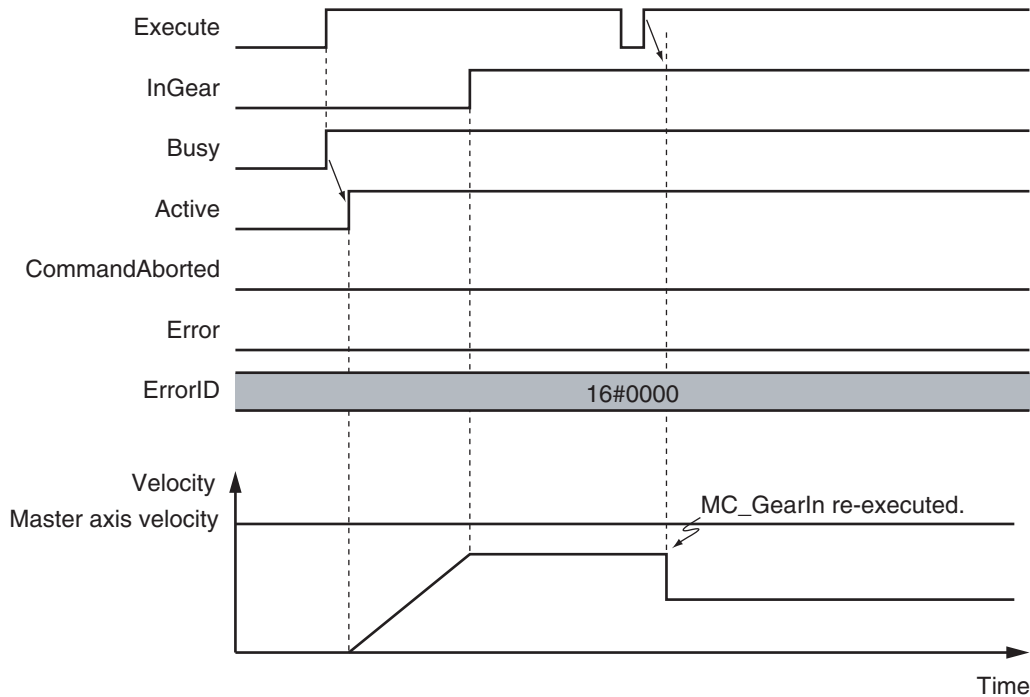 Execute
InGear
Busy
Active
CommandAborted
Error
ErrorID
16#0000
Velocity
Master axis velocity
MC_GearIn re-executed.
Time